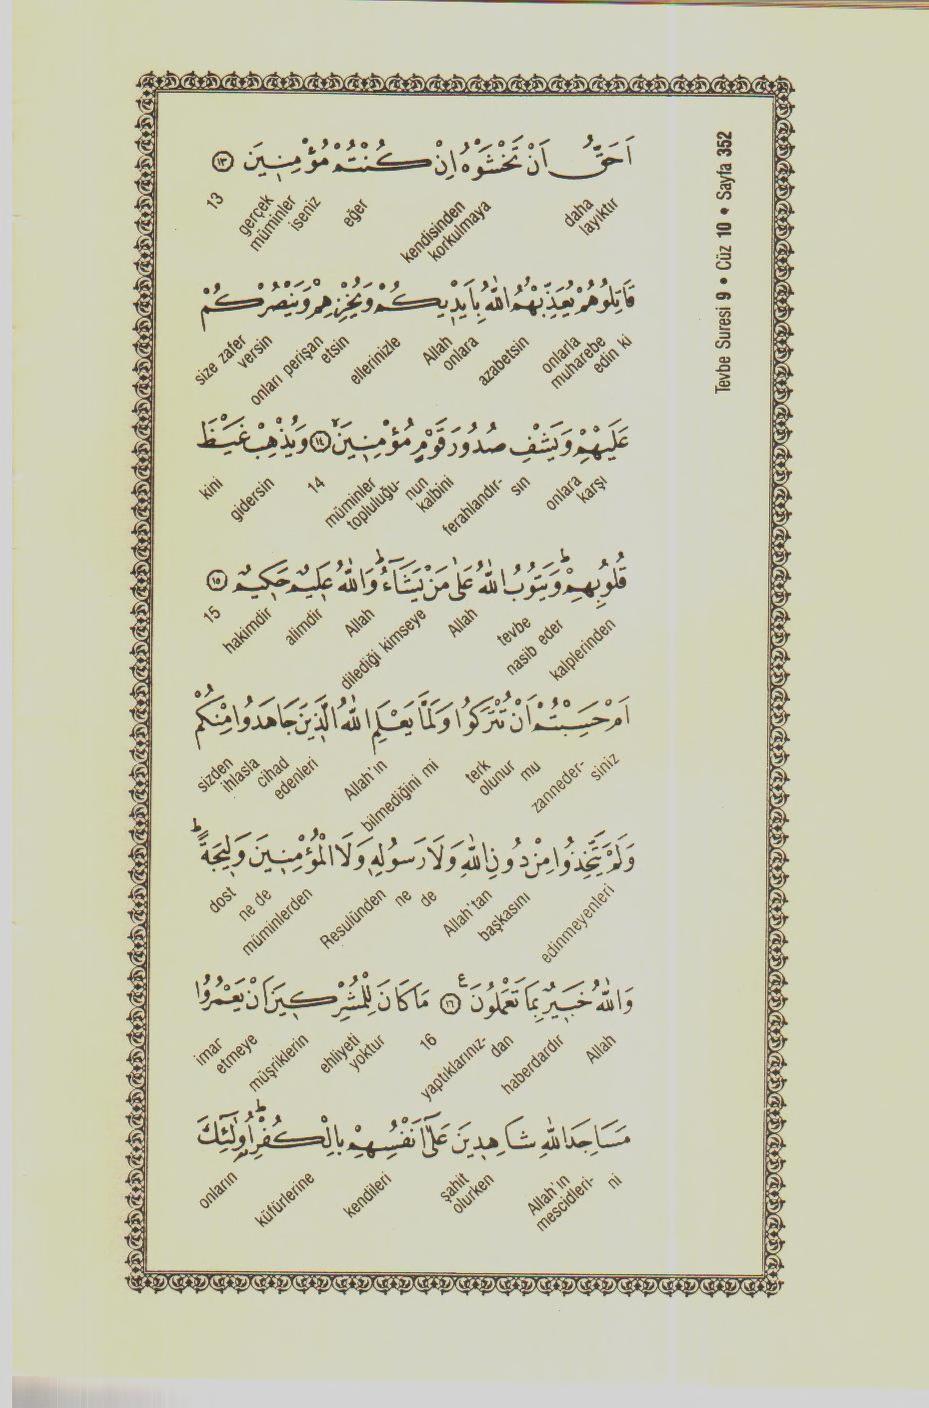 Tevbe Suresi 9 • Cüz 10 • Sayfa 352
اَحَقُّ اَنْ تَخْشَوْهُ اِنْ كُنْتُمْ مُؤْمِنٖينَ ﴿١٣﴾
daha layıktır kendisinden korkulmaya eğer gerçek müminler iseniz 13
قَاتِلُوهُمْ يُعَذِّبْهُمُ اللّٰهُ بِاَيْدٖيكُمْ وَيُخْزِهِمْ وَيَنْصُرْكُمْ
onlarla muharebe edin ki azabetsin onlara Allah ellerinizle onları perişan etsin size zafer versin
عَلَيْهِمْ وَيَشْفِ صُدُورَ قَوْمٍ مُؤْمِنٖينَۙ ﴿١٤﴾ وَيُذْهِبْ غَيْظَ
onlara karşı ferahlandır- sın kalbini müminler topluluğu- nun 14 gidersin kini
قُلُوبِهِمْؕ وَيَتُوبُ اللّٰهُ عَلٰى مَنْ يَشَٓاءُؕ وَاللّٰهُ عَلٖيمٌ حَكٖيمٌ ﴿١٥﴾
kalplerinden tevbe nasib eder Allah dilediği kimseye Allah alimdir hakimdir 15
اَمْ حَسِبْتُمْ اَنْ تُتْرَكُوا وَلَمَّا يَعْلَمِ اللّٰهُ الَّذٖينَ جَاهَدُوا مِنْكُمْ
zanneder- siniz terk olunur mu bilmediğini mi Allah'ın ihlasla cihad edenleri sizden
وَلَمْ يَتَّخِذُوا مِنْ دُونِ اللّٰهِ وَلَا رَسُولِهٖ وَلَا الْمُؤْمِنٖينَ وَلٖيجَةًؕ
edinmeyenleri Allah'tan başkasını ne de Resulünden ne de müminlerden dost
وَاللّٰهُ خَبٖيرٌ بِمَا تَعْمَلُونَ ﴿١٦﴾ مَا كَانَ لِلْمُشْرِكٖينَ اَنْ يَعْمُرُوا
Allah haberdardır yaptıklarınız- dan 16 ehliyeti yoktur müşriklerin imar etmeye
مَسَاجِدَ اللّٰهِ شَاهِدٖينَ عَلٰٓى اَنْفُسِهِمْ بِالْكُفْرِؕ اُولٰٓئِكَ
Allah'ın mescidleri- ni şahit olurken kendileri küfürlerine onların